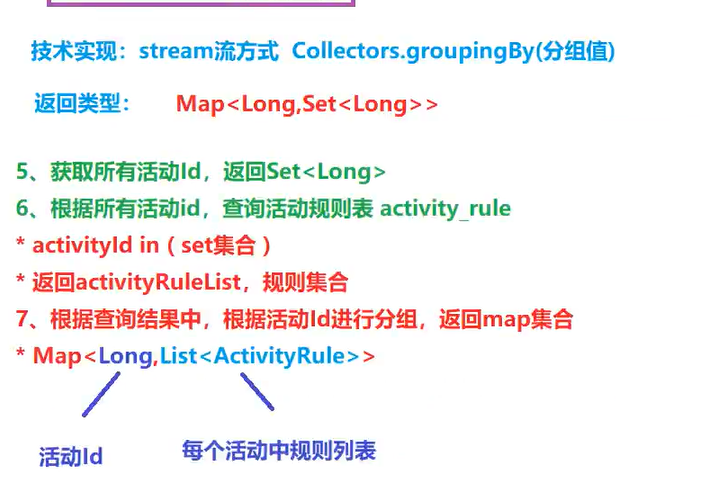 技术实现：stream流方式 Collectors.groupingBy(分组值)
返回类型： Map<Long,Set<Long>>
5、获取所有活动Id，返回Set<Long>
6、根据所有活动id，查询活动规则表 activity_rule
* activityId in（set集合）
* 返回activityRuleList，规则集合
7、根据查询结果中，根据活动Id进行分组，返回map集合
* Map<Long,List<ActivityRule>>
活动Id
每个活动中规则列表